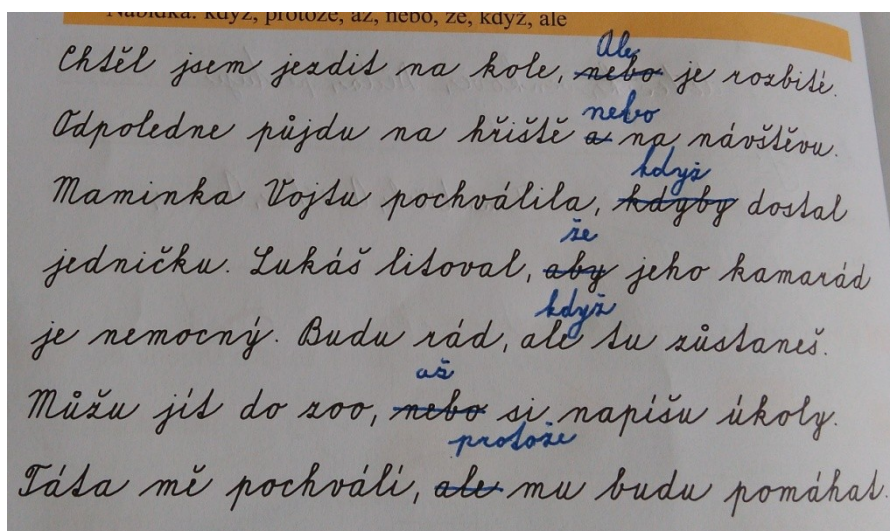 Nabídka: když, protože, až, nebo, že, když, ale
Ale
Chtěl jsem jezdit na kole, nebo je rozbité.
nebo
Odpoledne půjdu na hřiště a na návštěvu.
když
Maminka Vojtu pochválila, kdyby dostal
že
jedničku. Lukáš litoval, aby jeho kamarád
když
je nemocný. Budu rád, ale tu zůstaneš.
až
Můžu jít do zoo, nebo si napíšu úkoly.
protože
Táta mě pochválí, ale mu budu pomáhat.